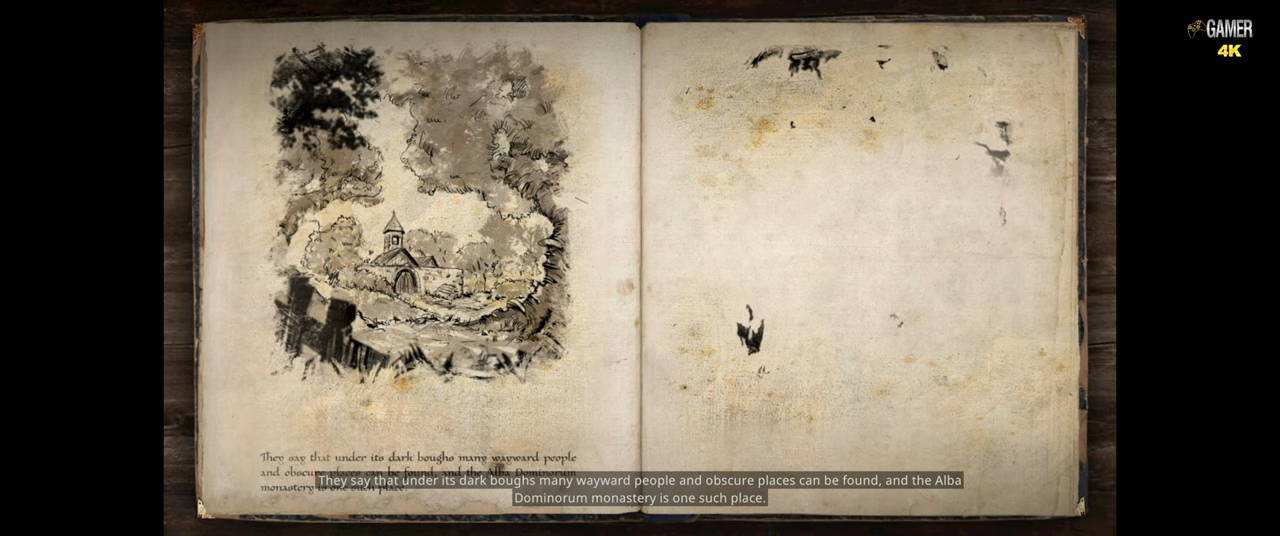 GAMER
4K
They say that under its dark boughs many wayward people
and obscure places can be found, and the Alba Dominorum
monastery is one such place.
They say that under its dark boughs many wayward people and obscure places can be found, and the Alba
Dominorum monastery is one such place.